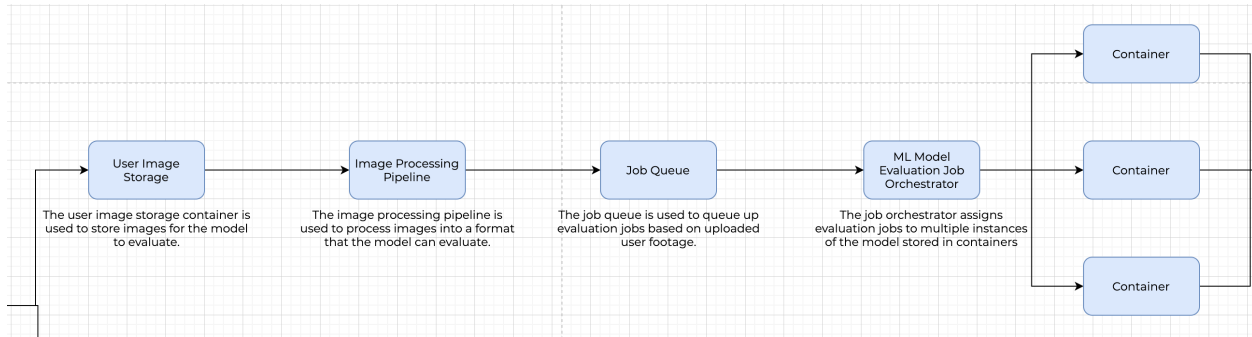 Container
User Image
Storage
Image Processing
Pipeline
Job Queue
ML Model
Evaluation Job
Orchestrator
Container
The user image storage container is
used to store images for the model
to evaluate.
The image processing pipeline is
used to process images into a format
that the model can evaluate.
The job queue is used to queue up
evaluation jobs based on uploaded
user footage.
The job orchestrator assigns
evaluation jobs to multiple instances
of the model stored in containers
Container